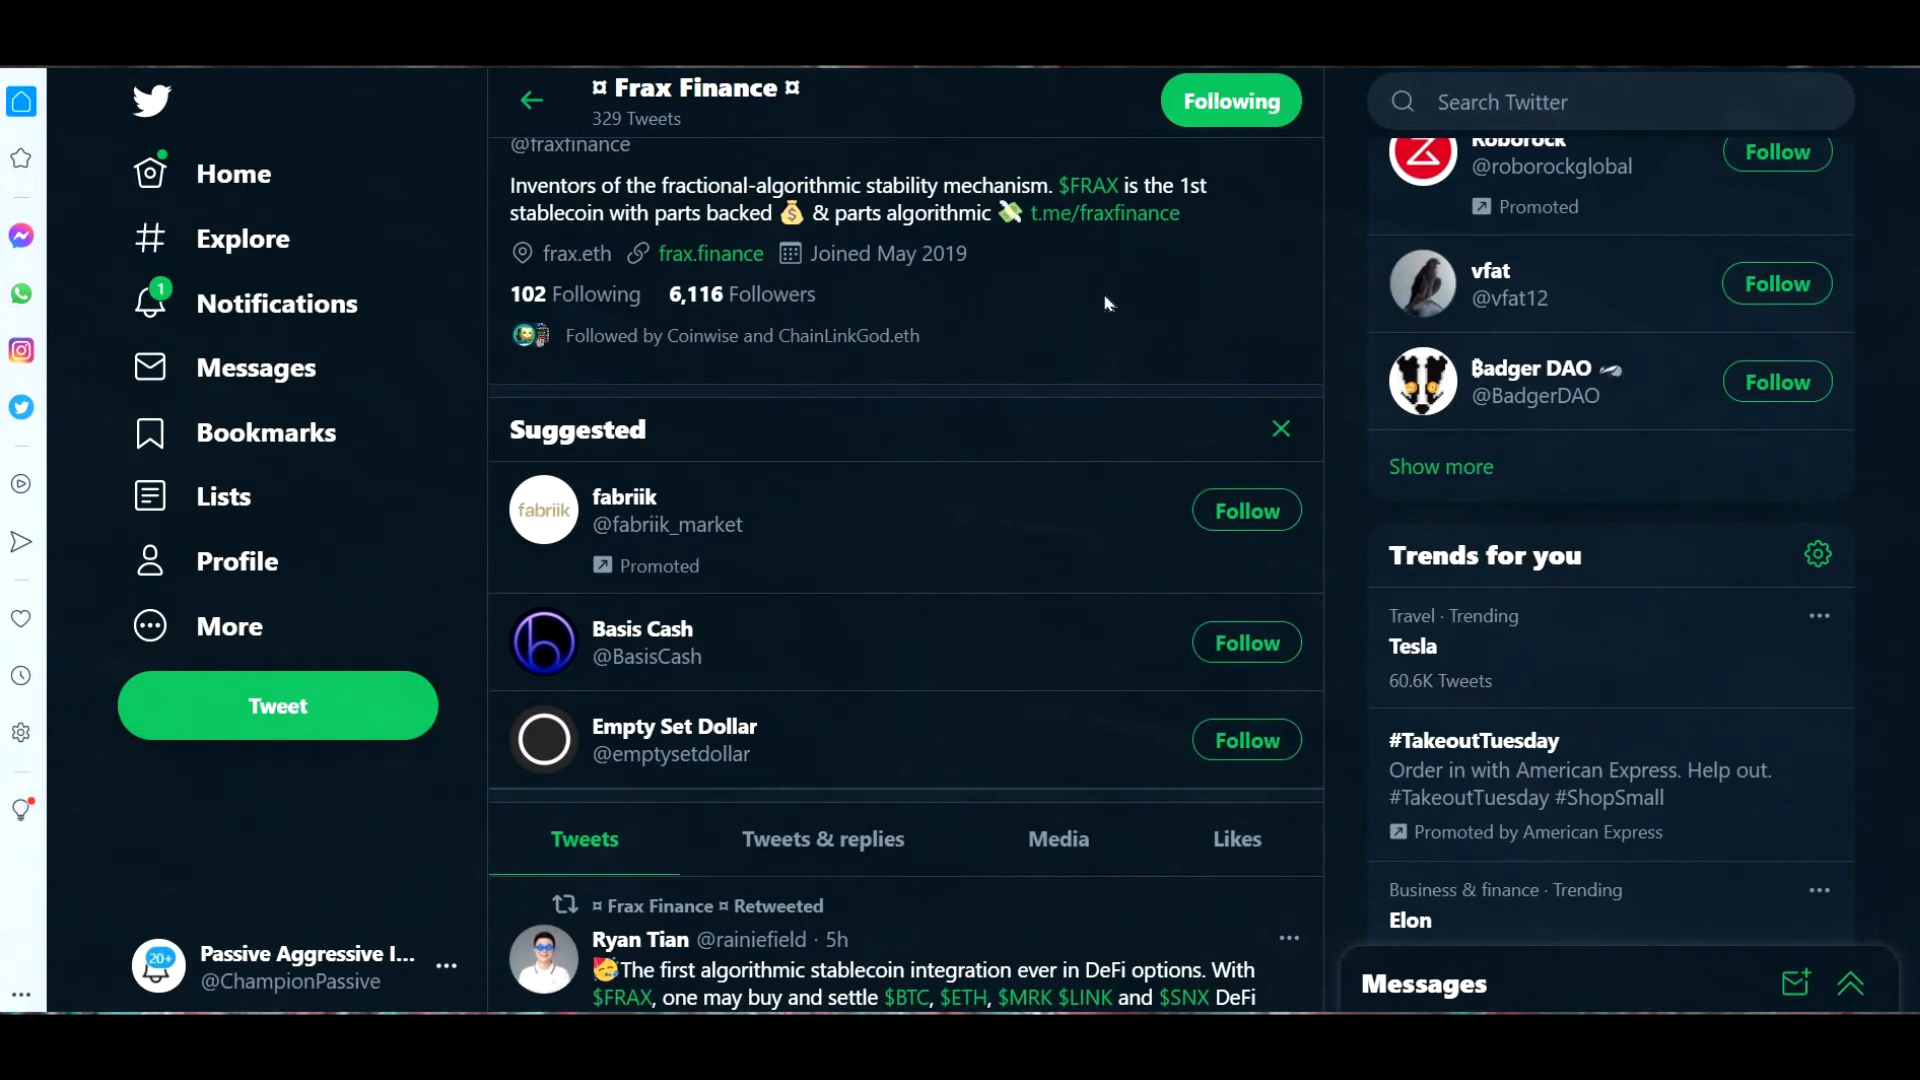 Home
Explore
1
Notifications
Messages
Bookmarks
Lists
Profile
More
Tweet
20+
Passive Aggressive I...
@ChampionPassive
¤ Frax Finance ¤
329 Tweets
Following
@fraxfinance
Inventors of the fractional-algorithmic stability mechanism. $FRAX is the 1st
stablecoin with parts backed 💰 & parts algorithmic 💸 t.me/fraxfinance
frax.eth frax.finance Joined May 2019
102 Following 6,116 Followers
Followed by Coinwise and ChainLinkGod.eth
Suggested
fabriik
fabriik
@fabriik_market
Promoted
Follow
Basis Cash
@BasisCash
Follow
Empty Set Dollar
@emptysetdollar
Follow
Tweets Tweets & replies Media Likes
¤ Frax Finance ¤ Retweeted
Ryan Tian @rainiefield · 5h
🥳The first algorithmic stablecoin integration ever in DeFi options. With
$FRAX, one may buy and settle $BTC, $ETH, $MRK $LINK and $SNX DeFi
Search Twitter
Roborock
@roborockglobal
Promoted
Follow
vfat
@vfat12
Follow
₿adger DAO
@BadgerDAO
Follow
Show more
Trends for you
Travel · Trending
Tesla
60.6K Tweets
#TakeoutTuesday
Order in with American Express. Help out.
#TakeoutTuesday #ShopSmall
Promoted by American Express
Business & finance · Trending
Elon
Messages